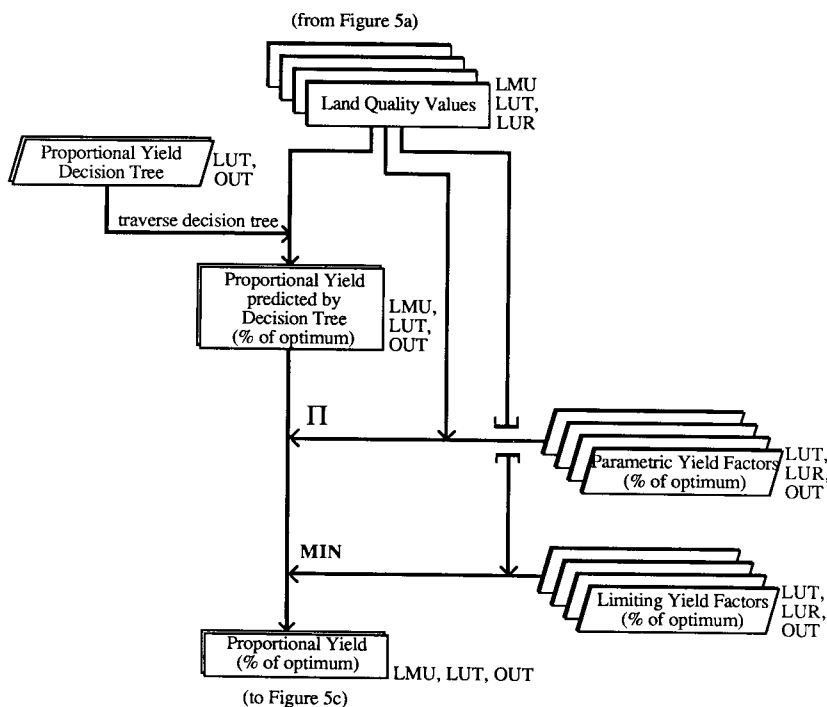 (from Figure 5a)
Land Quality Values
LMU
LUT,
LUR
Proportional Yield
Decision Tree
LUT,
OUT
traverse decision tree
Proportional Yield
predicted by
Decision Tree
(% of optimum)
LMU,
LUT,
OUT
Π
Parametric Yield Factors
(% of optimum)
LUT,
LUR,
OUT
MIN
Limiting Yield Factors
(% of optimum)
LUT,
LUR,
OUT
Proportional Yield
(% of optimum)
LMU, LUT, OUT
(to Figure 5c)